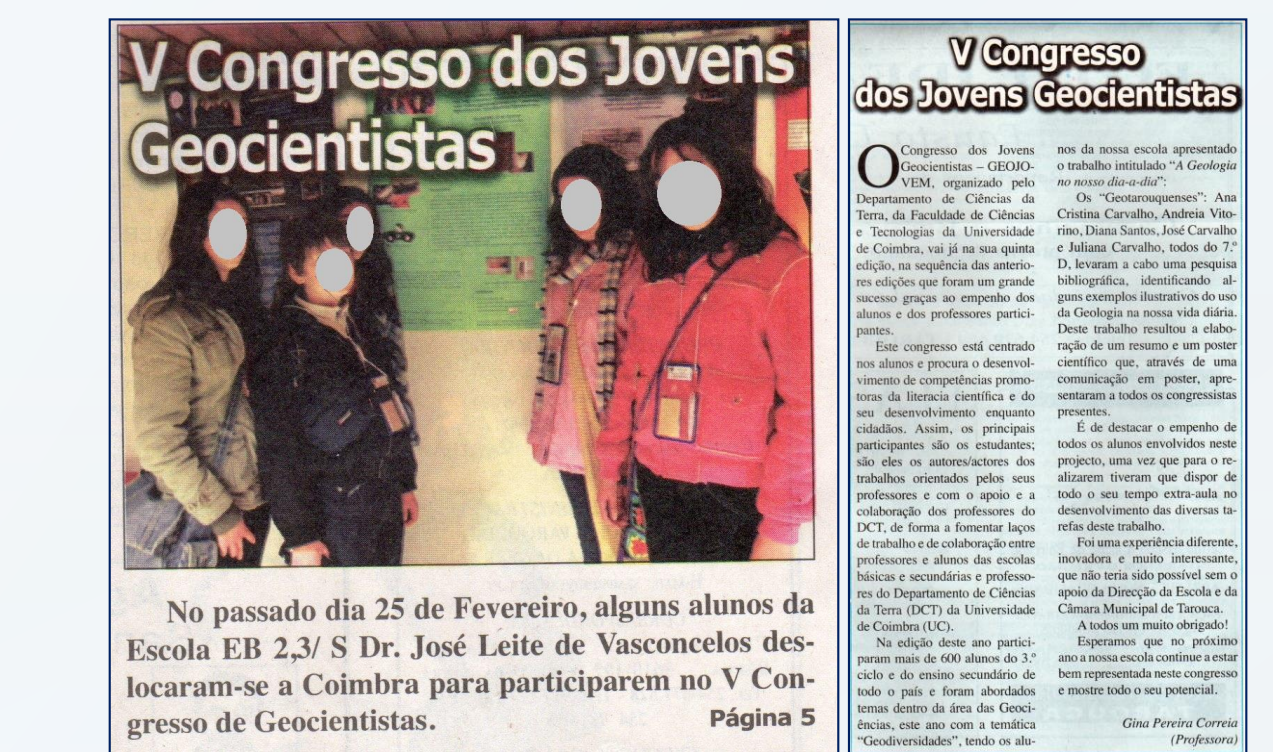 V Congresso dos Jovens
Geocientistas
No passado dia 25 de Fevereiro, alguns alunos da
Escola EB 2,3/ S Dr. José Leite de Vasconcelos des-
locaram-se a Coimbra para participarem no V Con-
gresso de Geocientistas.
Página 5
V Congresso
dos Jovens Geocientistas
O Congresso dos Jovens
Geocientistas – GEOJO-
VEM, organizado pelo
Departamento de Ciências da
Terra, da Faculdade de Ciências
e Tecnologias da Universidade
de Coimbra, vai já na sua quinta
edição, na sequência das anterio-
res edições que foram um grande
sucesso graças ao empenho dos
alunos e dos professores partici-
pantes.
Este congresso está centrado
nos alunos e procura o desenvol-
vimento de competências promo-
toras da literacia científica e do
seu desenvolvimento enquanto
cidadãos. Assim, os principais
participantes são os estudantes;
são eles os autores/actores dos
trabalhos orientados pelos seus
professores e com o apoio e a
colaboração dos professores do
DCT, de forma a fomentar laços
de trabalho e de colaboração entre
professores e alunos das escolas
básicas e secundárias e professo-
res do Departamento de Ciências
da Terra (DCT) da Universidade
de Coimbra (UC).
Na edição deste ano partici-
param mais de 600 alunos do 3.º
ciclo e do ensino secundário de
todo o país e foram abordados
temas dentro da área das Geoci-
ências, este ano com a temática
"Geodiversidades", tendo os alu-
nos da nossa escola apresentado
o trabalho intitulado "A Geologia
no nosso dia-a-dia":
Os "Geotarouquenses": Ana
Cristina Carvalho, Andreia Vito-
rino, Diana Santos, José Carvalho
e Juliana Carvalho, todos do 7.º
D, levaram a cabo uma pesquisa
bibliográfica, identificando al-
guns exemplos ilustrativos do uso
da Geologia na nossa vida diária.
Deste trabalho resultou a elabo-
ração de um resumo e um poster
científico que, através de uma
comunicação em poster, apre-
sentaram a todos os congressistas
presentes.
É de destacar o empenho de
todos os alunos envolvidos neste
projecto, uma vez que para o re-
alizarem tiveram que dispor de
todo o seu tempo extra-aula no
desenvolvimento das diversas ta-
refas deste trabalho.
Foi uma experiência diferente,
inovadora e muito interessante,
que não teria sido possível sem o
apoio da Direcção da Escola e da
Câmara Municipal de Tarouca.
A todos um muito obrigado!
Esperamos que no próximo
ano a nossa escola continue a estar
bem representada neste congresso
e mostre todo o seu potencial.
Gina Pereira Correia
(Professora)